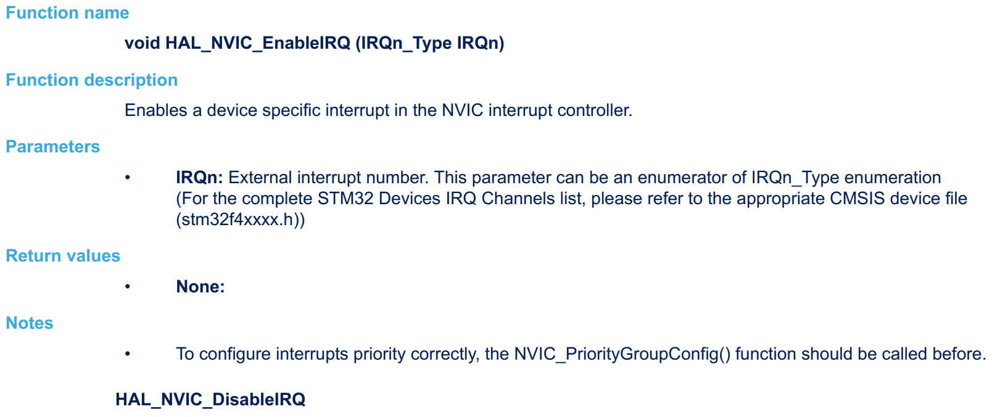 Function name
void HAL_NVIC_EnableIRQ (IRQn_Type IRQn)
Function description
Enables a device specific interrupt in the NVIC interrupt controller.
Parameters
• IRQn: External interrupt number. This parameter can be an enumerator of IRQn_Type enumeration
(For the complete STM32 Devices IRQ Channels list, please refer to the appropriate CMSIS device file
(stm32f4xxxx.h))
Return values
• None:
Notes
• To configure interrupts priority correctly, the NVIC_PriorityGroupConfig() function should be called before.
HAL_NVIC_DisableIRQ